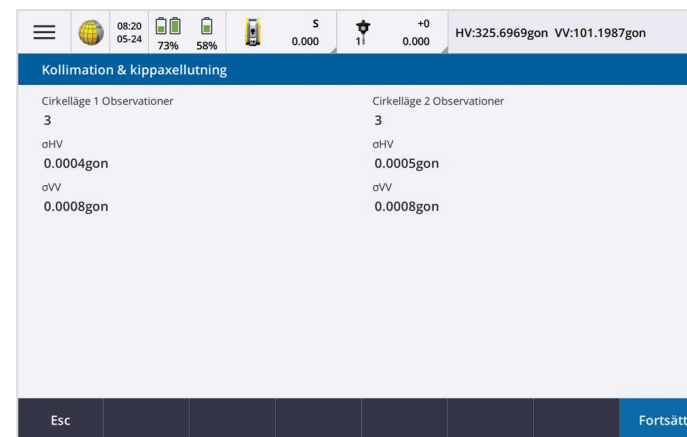 08:20
05-24
73%
58%
S
0.000
1
+0
0.000
HV:325.6969gon VV:101.1987gon
Kollimation & kippaxellutning
Cirkelläge 1 Observationer
3
σHV
0.0004gon
σVV
0.0008gon
Cirkelläge 2 Observationer
3
σHV
0.0005gon
σVV
0.0008gon
Esc
Fortsätt